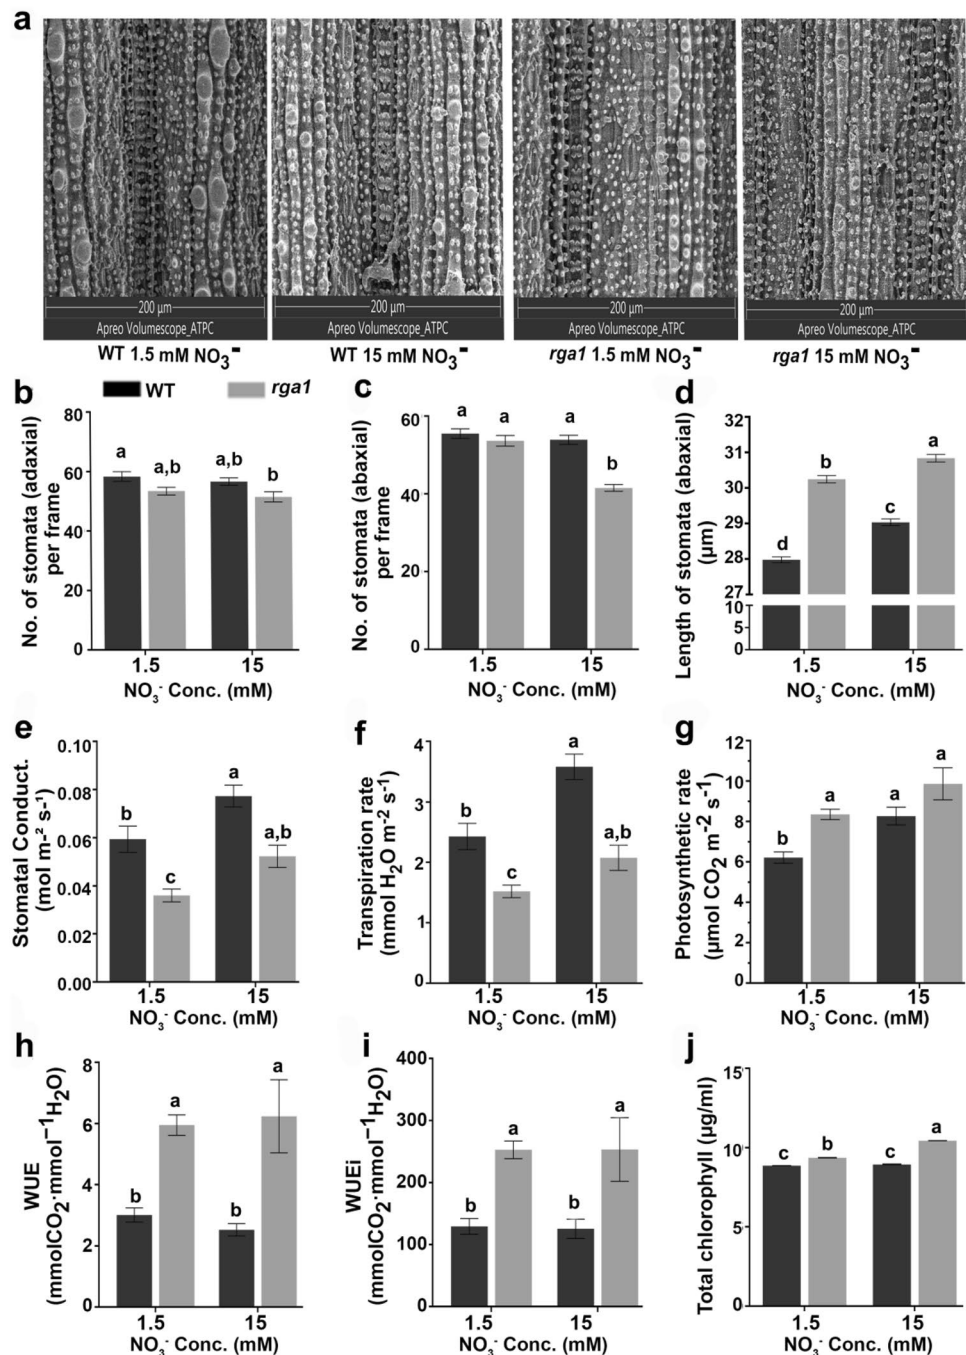 a
200 µm
200 µm
200 µm
200 µm
Apreo Volumescope_ATPC
Apreo Volumescope_ATPC
Apreo Volumescope_ATPC
Apreo Volumescope_ATPC
WT 1.5 mM NO₃⁻
WT 15 mM NO₃⁻
rga1 1.5 mM NO₃⁻
rga1 15 mM NO₃⁻
b
WT
rga1
No. of stomata (adaxial)
per frame
80
60
40
20
0
a
a,b
a,b
b
1.5
15
NO₃⁻ Conc. (mM)
c
No. of stomata (abaxial)
per frame
60
40
20
0
a
a
a
b
1.5
15
NO₃⁻ Conc. (mM)
d
Length of stomata (abaxial)
(µm)
32
31
30
29
28
27
10
5
0
d
b
c
a
1.5
15
NO₃⁻ Conc. (mM)
e
Stomatal Conduct.
(mol m-² s-¹)
0.10
0.08
0.06
0.04
0.02
0.00
b
c
a
a,b
1.5
15
NO₃⁻ Conc. (mM)
f
Transpiration rate
(mmol H₂O m-² s-¹)
4
3
2
1
0
b
c
a
a,b
1.5
15
NO₃⁻ Conc. (mM)
g
Photosynthetic rate
(µmol CO₂ m-² s-¹)
12
10
8
6
4
2
0
b
a
a
a
1.5
15
NO₃⁻ Conc. (mM)
h
WUE
(mmolCO₂·mmol⁻¹H₂O)
8
6
4
2
0
b
a
b
a
1.5
15
NO₃⁻ Conc. (mM)
i
WUEi
(mmolCO₂·mmol⁻¹H₂O)
400
300
250
100
0
b
a
b
a
1.5
15
NO₃⁻ Conc. (mM)
j
Total chlorophyll (µg/ml)
15
10
5
0
c
b
c
a
1.5
15
NO₃⁻ Conc. (mM)